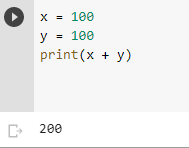 x = 100
y = 100
print(x + y)
200